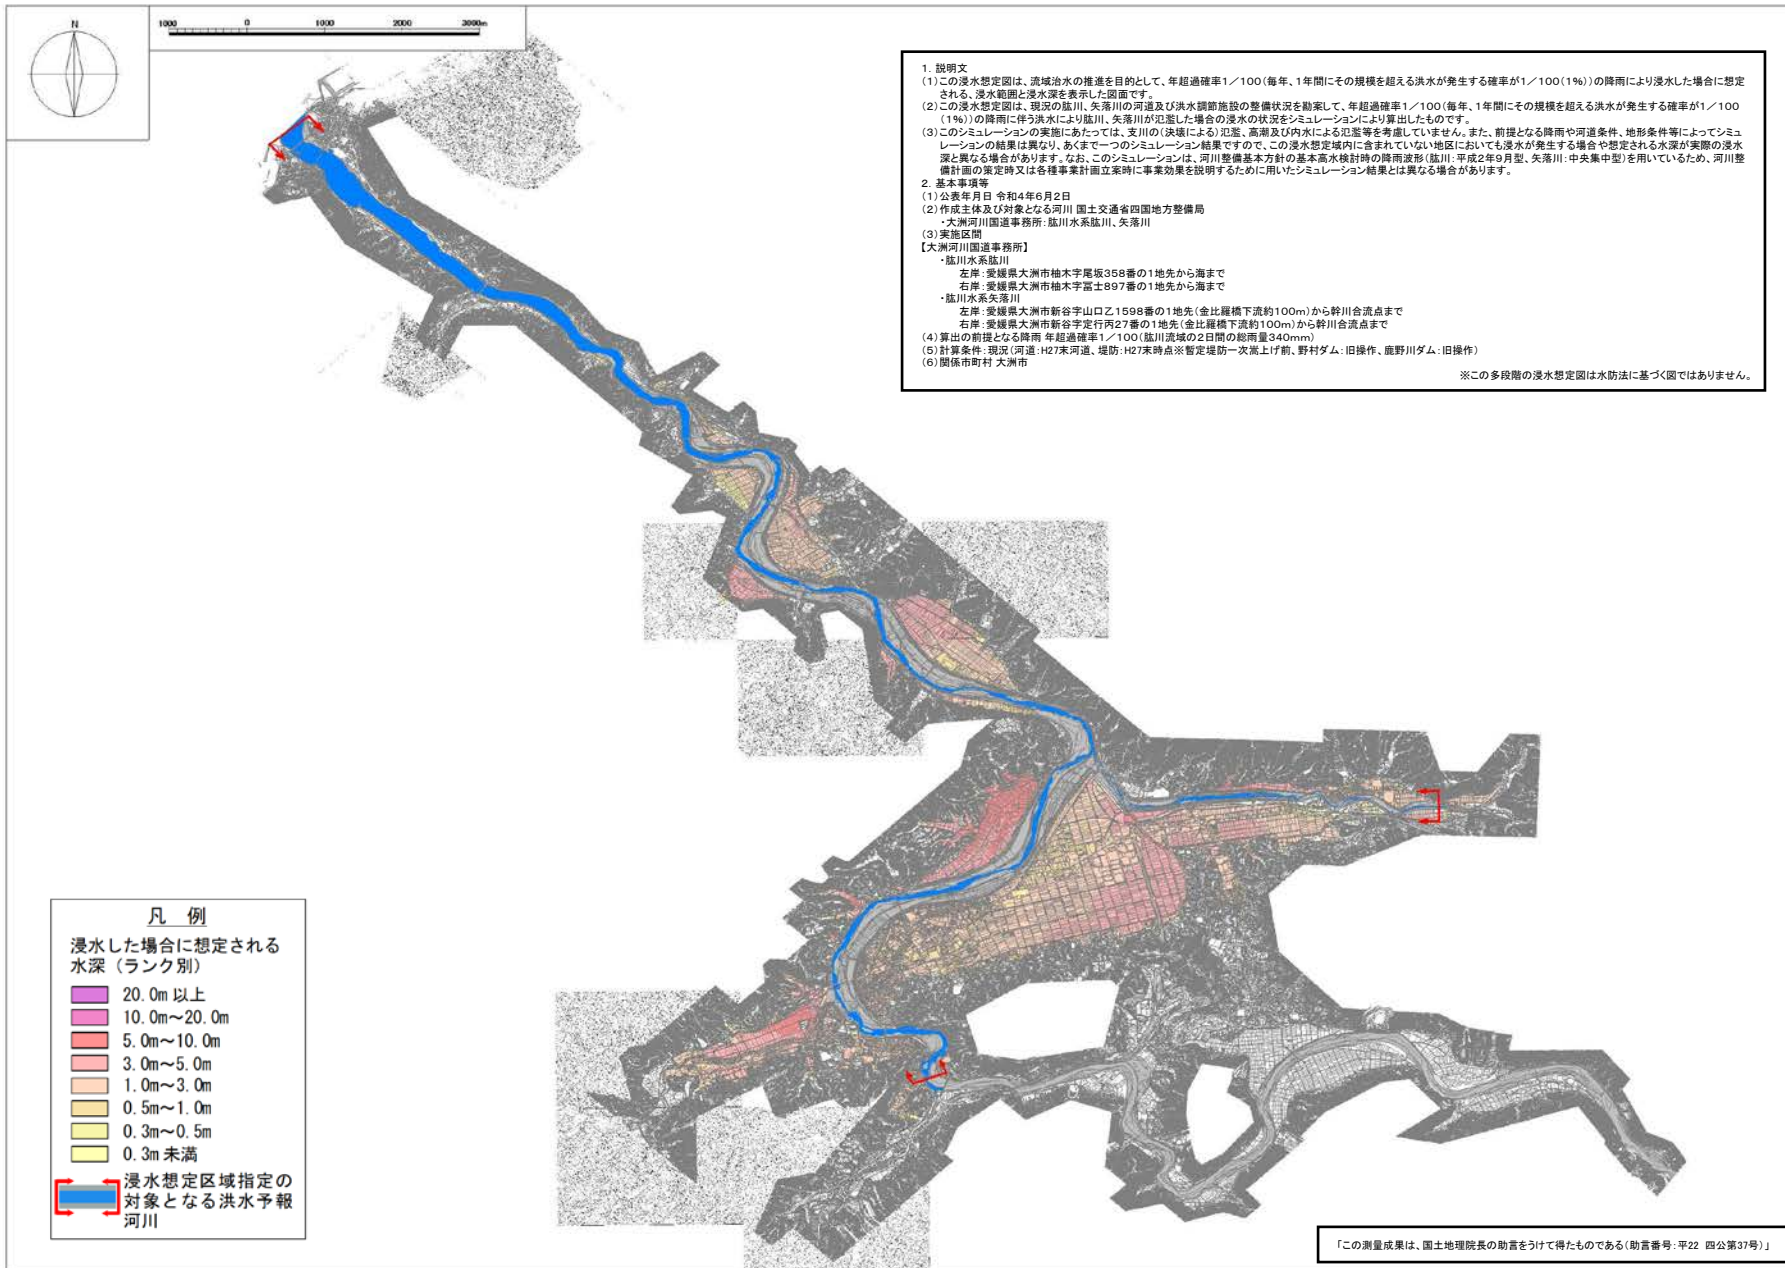 N
1000 0 1000 2000 3000m
1. 説明文
(1)この浸水想定図は、流域治水の推進を目的として、年超過確率1／100(毎年、1年間にその規模を超える洪水が発生する確率が1／100(1%))の降雨により浸水した場合に想定
される、浸水範囲と浸水深を表示した図面です。
(2)この浸水想定図は、現況の肱川、矢落川の河道及び洪水調節施設の整備状況を勘案して、年超過確率1／100(毎年、1年間にその規模を超える洪水が発生する確率が1／100
(1%))の降雨に伴う洪水により肱川、矢落川が氾濫した場合の浸水の状況をシミュレーションにより算出したものです。
(3)このシミュレーションの実施にあたっては、支川の(決壊による)氾濫、高潮及び内水による氾濫等を考慮していません。また、前提となる降雨や河道条件、地形条件等によってシミュ
レーションの結果は異なり、あくまで一つのシミュレーション結果ですので、この浸水想定域内に含まれていない地区においても浸水が発生する場合や想定される水深が実際の浸水
深と異なる場合があります。なお、このシミュレーションは、河川整備基本方針の基本高水検討時の降雨波形(肱川:平成2年9月型、矢落川:中央集中型)を用いているため、河川整
備計画の策定時又は各種事業計画立案時に事業効果を説明するために用いたシミュレーション結果とは異なる場合があります。
2. 基本事項等
(1)公表年月日 令和4年6月2日
(2)作成主体及び対象となる河川 国土交通省四国地方整備局
・大洲河川国道事務所:肱川水系肱川、矢落川
(3)実施区間
【大洲河川国道事務所】
・肱川水系肱川
左岸:愛媛県大洲市柚木字尾坂358番の1地先から海まで
右岸:愛媛県大洲市柚木字冨士897番の1地先から海まで
・肱川水系矢落川
左岸:愛媛県大洲市新谷字山口乙1598番の1地先(金比羅橋下流約100m)から幹川合流点まで
右岸:愛媛県大洲市新谷字定行丙27番の1地先(金比羅橋下流約100m)から幹川合流点まで
(4)算出の前提となる降雨 年超過確率1／100(肱川流域の2日間の総雨量340mm)
(5)計算条件:現況(河道:H27末河道、堤防:H27末時点※暫定堤防一次嵩上げ前、野村ダム:旧操作、鹿野川ダム:旧操作)
(6)関係市町村 大洲市
※この多段階の浸水想定図は水防法に基づく図ではありません。
凡 例
浸水した場合に想定される
水深（ランク別）
20.0m 以上
10.0m～20.0m
5.0m～10.0m
3.0m～5.0m
1.0m～3.0m
0.5m～1.0m
0.3m～0.5m
0.3m 未満
浸水想定区域指定の
対象となる洪水予報
河川
「この測量成果は、国土地理院長の助言をうけて得たものである(助言番号:平22 四公第37号)」